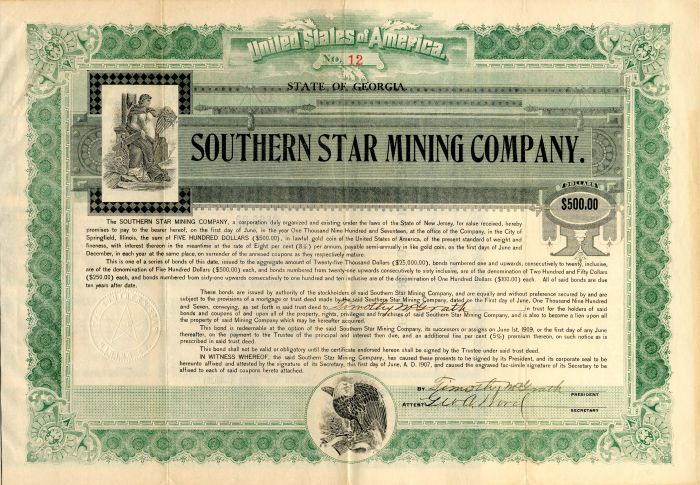 United States of America.
No. 12
STATE OF GEORGIA
SOUTHERN STAR MINING COMPANY.
DOLLARS
$500.00
The SOUTHERN STAR MINING COMPANY, a corporation duly organized and existing under the laws of the State of New Jersey, for value received, hereby
promises to pay to the bearer hereof, on the first day of June, in the year One Thousand Nine Hundred and Seventeen, at the office of the Company, in the City of
Springfield, Illinois, the sum of FIVE HUNDRED DOLLARS ($500.00), in lawful gold coin of the United States of America, of the present standard of weight and
fineness, with interest thereon in the meantime at the rate of Eight per cent (8%) per annum, payable semi-annually in like gold coin, on the first days of June and
December, in each year at the same place, on surrender of the annexed coupons as they respectively mature.
This is one of a series of bonds of this date, issued to the aggregate amount of Twenty-five Thousand Dollars ($25,000.00), bonds numbered one and upwards, consecutively to twenty, inclusive,
are of the denomination of Five Hundred Dollars ($500.00) each, and bonds numbered from twenty-one upwards consecutively to sixty inclusive, are of the denomination of Two Hundred and Fifty Dollars
($250.00) each, and bonds numbered from sixty-one upwards consecutively to one hundred and ten inclusive are of the denomination of One Hundred Dollars ($100.00) each. All of said bonds are due
ten years after date.
These bonds are issued by authority of the stockholders of said Southern Star Mining Company, and are equally and without preference secured by and are
subject to the provisions of a mortgage or trust deed made by the said Southern Star Mining Company, dated on the First day of June, One Thousand Nine Hundred
and Seven, conveying, as set forth in said trust deed to Timothy McGrath in trust for the holders of said
bonds and coupons of and upon all of the property, rights, privileges and franchises of said Southern Star Mining Company, and is also to become a lien upon all
the property of said Mining Company which may be hereafter acquired.
This bond is redeemable at the option of the said Southern Star Mining Company, its successors or assigns on June 1st, 1909, or the first day of any June
thereafter, on the payment to the Trustee of the principal and interest then due, and an additional five per cent (5%) premium thereon, on such notice as is
prescribed in said trust deed.
This bond shall not be valid or obligatory until the certificate endorsed hereon shall be signed by the Trustee under said trust deed.
IN WITNESS WHEREOF, the said Southern Star Mining Company, has caused these presents to be signed by its President, and its corporate seal to be
hereunto affixed and attested by the signature of its Secretary, this first day of June, A. D. 1907, and caused the engraved fac-simile signature of its Secretary to be
affixed to each of said coupons hereto attached.
BY Timothy McGrath
PRESIDENT
ATTEST Geo A Wood
SECRETARY